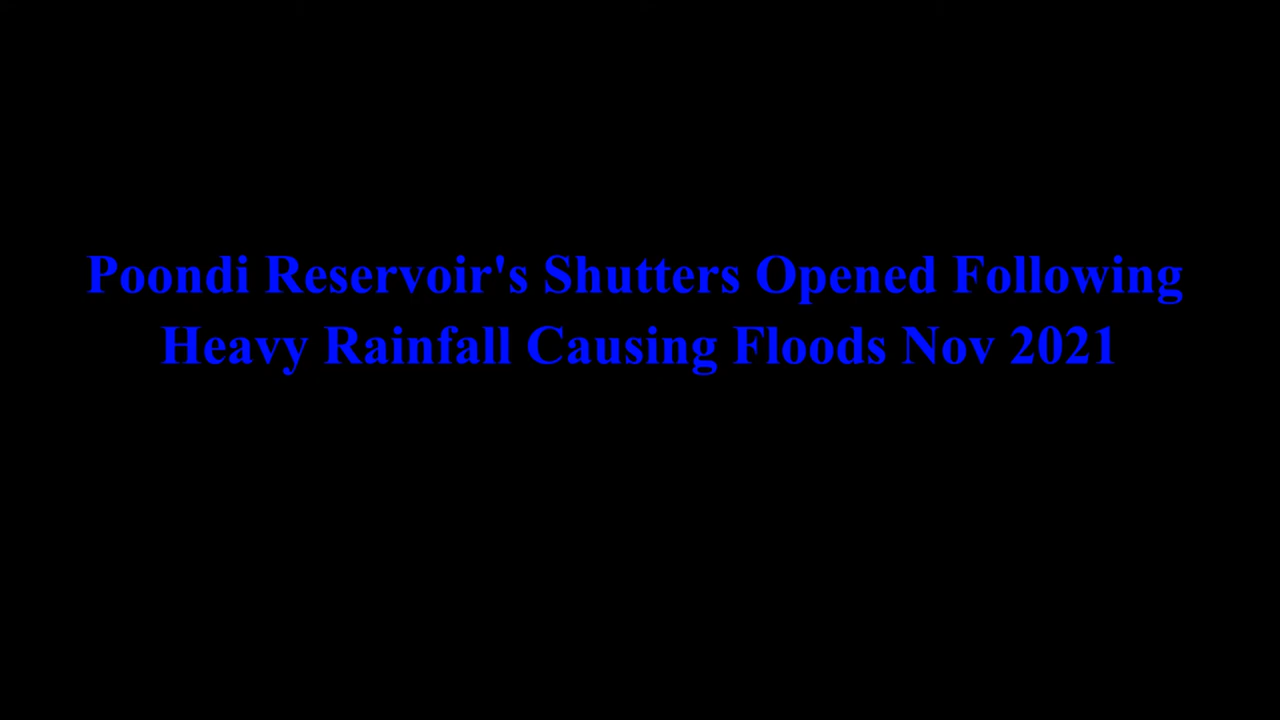 Poondi Reservoir's Shutters Opened Following
Heavy Rainfall Causing Floods Nov 2021